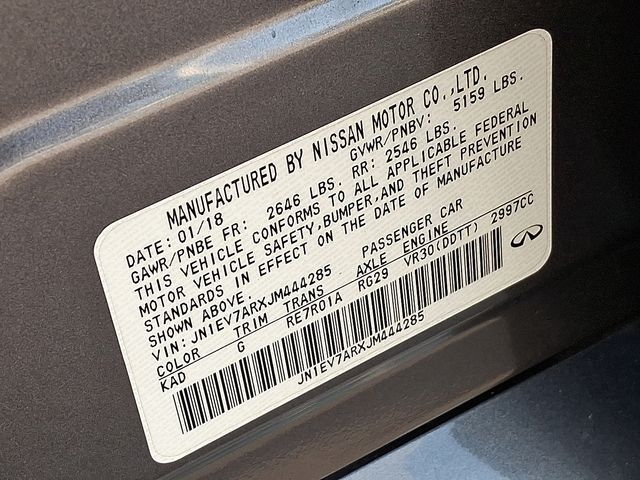 MANUFACTURED BY NISSAN MOTOR CO.,LTD.
DATE: 01/18 GVWR/PNBV: 5159 LBS.
GAWR/PNBE FR: 2646 LBS. RR: 2546 LBS.
THIS VEHICLE CONFORMS TO ALL APPLICABLE FEDERAL
MOTOR VEHICLE SAFETY,BUMPER,AND THEFT PREVENTION
STANDARDS IN EFFECT ON THE DATE OF MANUFACTURE
SHOWN ABOVE.
VIN: JN1EV7ARXJM444285 PASSENGER CAR
COLOR TRIM TRANS AXLE ENGINE
KAD G RE7R01A RG29 VR30(DDTT) 2997CC
JN1EV7ARXJM444285